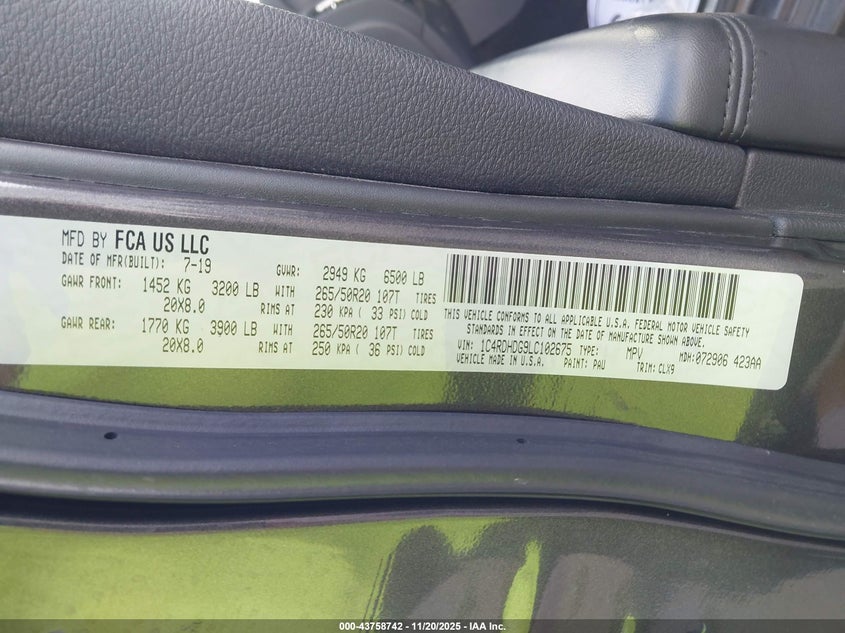 MFD BY FCA US LLC
DATE OF MFR(BUILT): 7-19 GVWR: 2949 KG 6500 LB
GAWR FRONT: 1452 KG 3200 LB WITH 265/50R20 107T TIRES
20X8.0 RIMS AT 230 KPA ( 33 PSI) COLD
GAWR REAR: 1770 KG 3900 LB WITH 265/50R20 107T TIRES
20X8.0 RIMS AT 250 KPA ( 36 PSI) COLD
THIS VEHICLE CONFORMS TO ALL APPLICABLE U.S.A. FEDERAL MOTOR VEHICLE SAFETY
STANDARDS IN EFFECT ON THE DATE OF MANUFACTURE SHOWN ABOVE.
VIN: 1C4RDHDG9LC102675 TYPE: MPV MDH:072906 423AA
VEHICLE MADE IN U.S.A. PAINT: PAU TRIM: CLX9
000-43758742 - 11/20/2025 - IAA Inc.